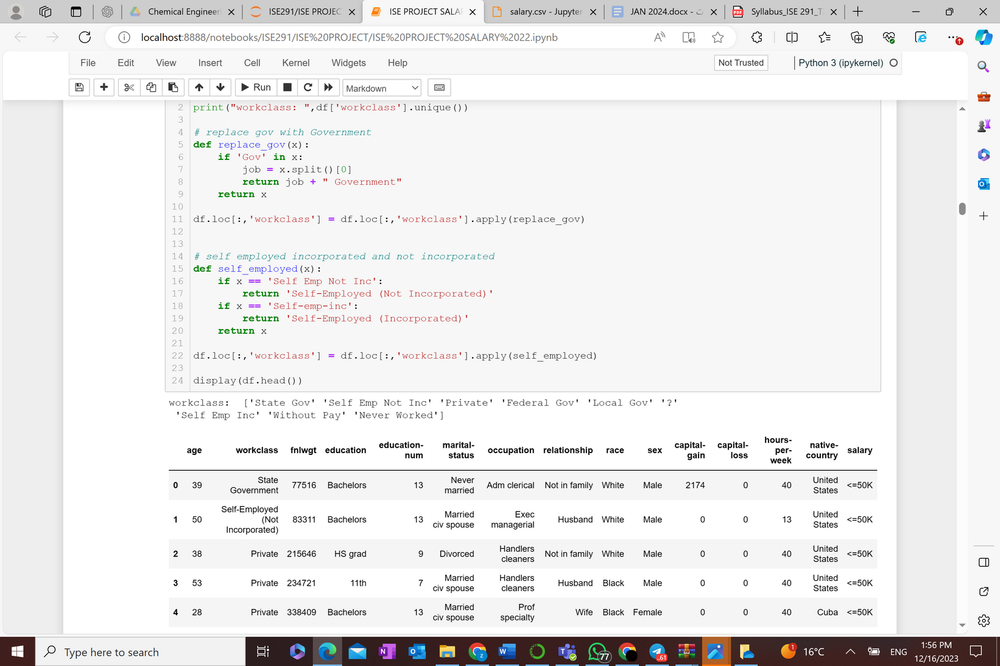 Chemical Engineer
ISE291/ISE PROJEC
ISE PROJECT SALA
salary.csv - Jupyter
JAN 2024.docx -
PDF
Syllabus_ISE 291_T
localhost:8888/notebooks/ISE291/ISE%20PROJECT/ISE%20PROJECT%20SALARY%2022.ipynb
File Edit View Insert Cell Kernel Widgets Help
Not Trusted
Python 3 (ipykernel)
Run
Markdown
2 print("workclass: ",df['workclass'].unique())
3
4 # replace gov with Government
5 def replace_gov(x):
6 if 'Gov' in x:
7 job = x.split()[0]
8 return job + " Government"
9 return x
10
11 df.loc[:,'workclass'] = df.loc[:,'workclass'].apply(replace_gov)
12
13
14 # self employed incorporated and not incorporated
15 def self_employed(x):
16 if x == 'Self Emp Not Inc':
17 return 'Self-Employed (Not Incorporated)'
18 if x == 'Self-emp-inc':
19 return 'Self-Employed (Incorporated)'
20 return x
21
22 df.loc[:,'workclass'] = df.loc[:,'workclass'].apply(self_employed)
23
24 display(df.head())
workclass:  ['State Gov' 'Self Emp Not Inc' 'Private' 'Federal Gov' 'Local Gov' '?'
'Self Emp Inc' 'Without Pay' 'Never Worked']
age workclass fnlwgt education education-num marital-status occupation relationship race sex capital-gain capital-loss hours-per-week native-country salary
0 39 State Government 77516 Bachelors 13 Never married Adm clerical Not in family White Male 2174 0 40 United States <=50K
1 50 Self-Employed (Not Incorporated) 83311 Bachelors 13 Married civ spouse Exec managerial Husband White Male 0 0 13 United States <=50K
2 38 Private 215646 HS grad 9 Divorced Handlers cleaners Not in family White Male 0 0 40 United States <=50K
3 53 Private 234721 11th 7 Married civ spouse Handlers cleaners Husband Black Male 0 0 40 United States <=50K
4 28 Private 338409 Bachelors 13 Married civ spouse Prof specialty Wife Black Female 0 0 40 Cuba <=50K
Type here to search
77
61
1
16°C
ENG
1:56 PM
12/16/2023